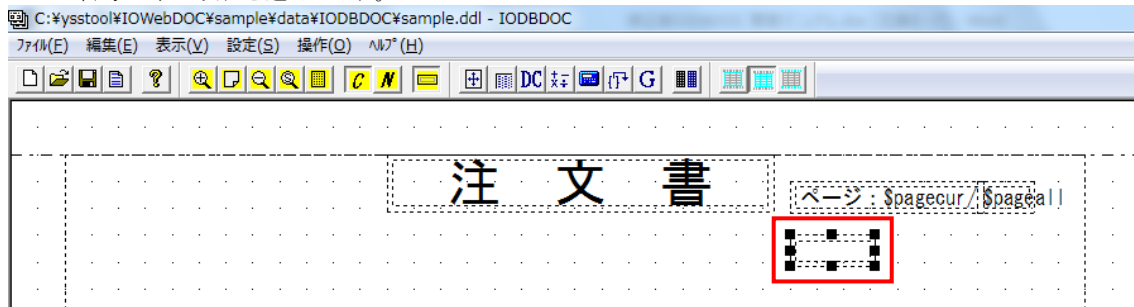 C:¥ysstool¥IOWebDOC¥sample¥data¥IODBDOC¥sample.ddl - IODBDOC
ﾌｧｲﾙ(F) 編集(E) 表示(V) 設定(S) 操作(O) ﾍﾙﾌﾟ(H)
DC G
注 文 書
ページ：$pagecur/$pageall